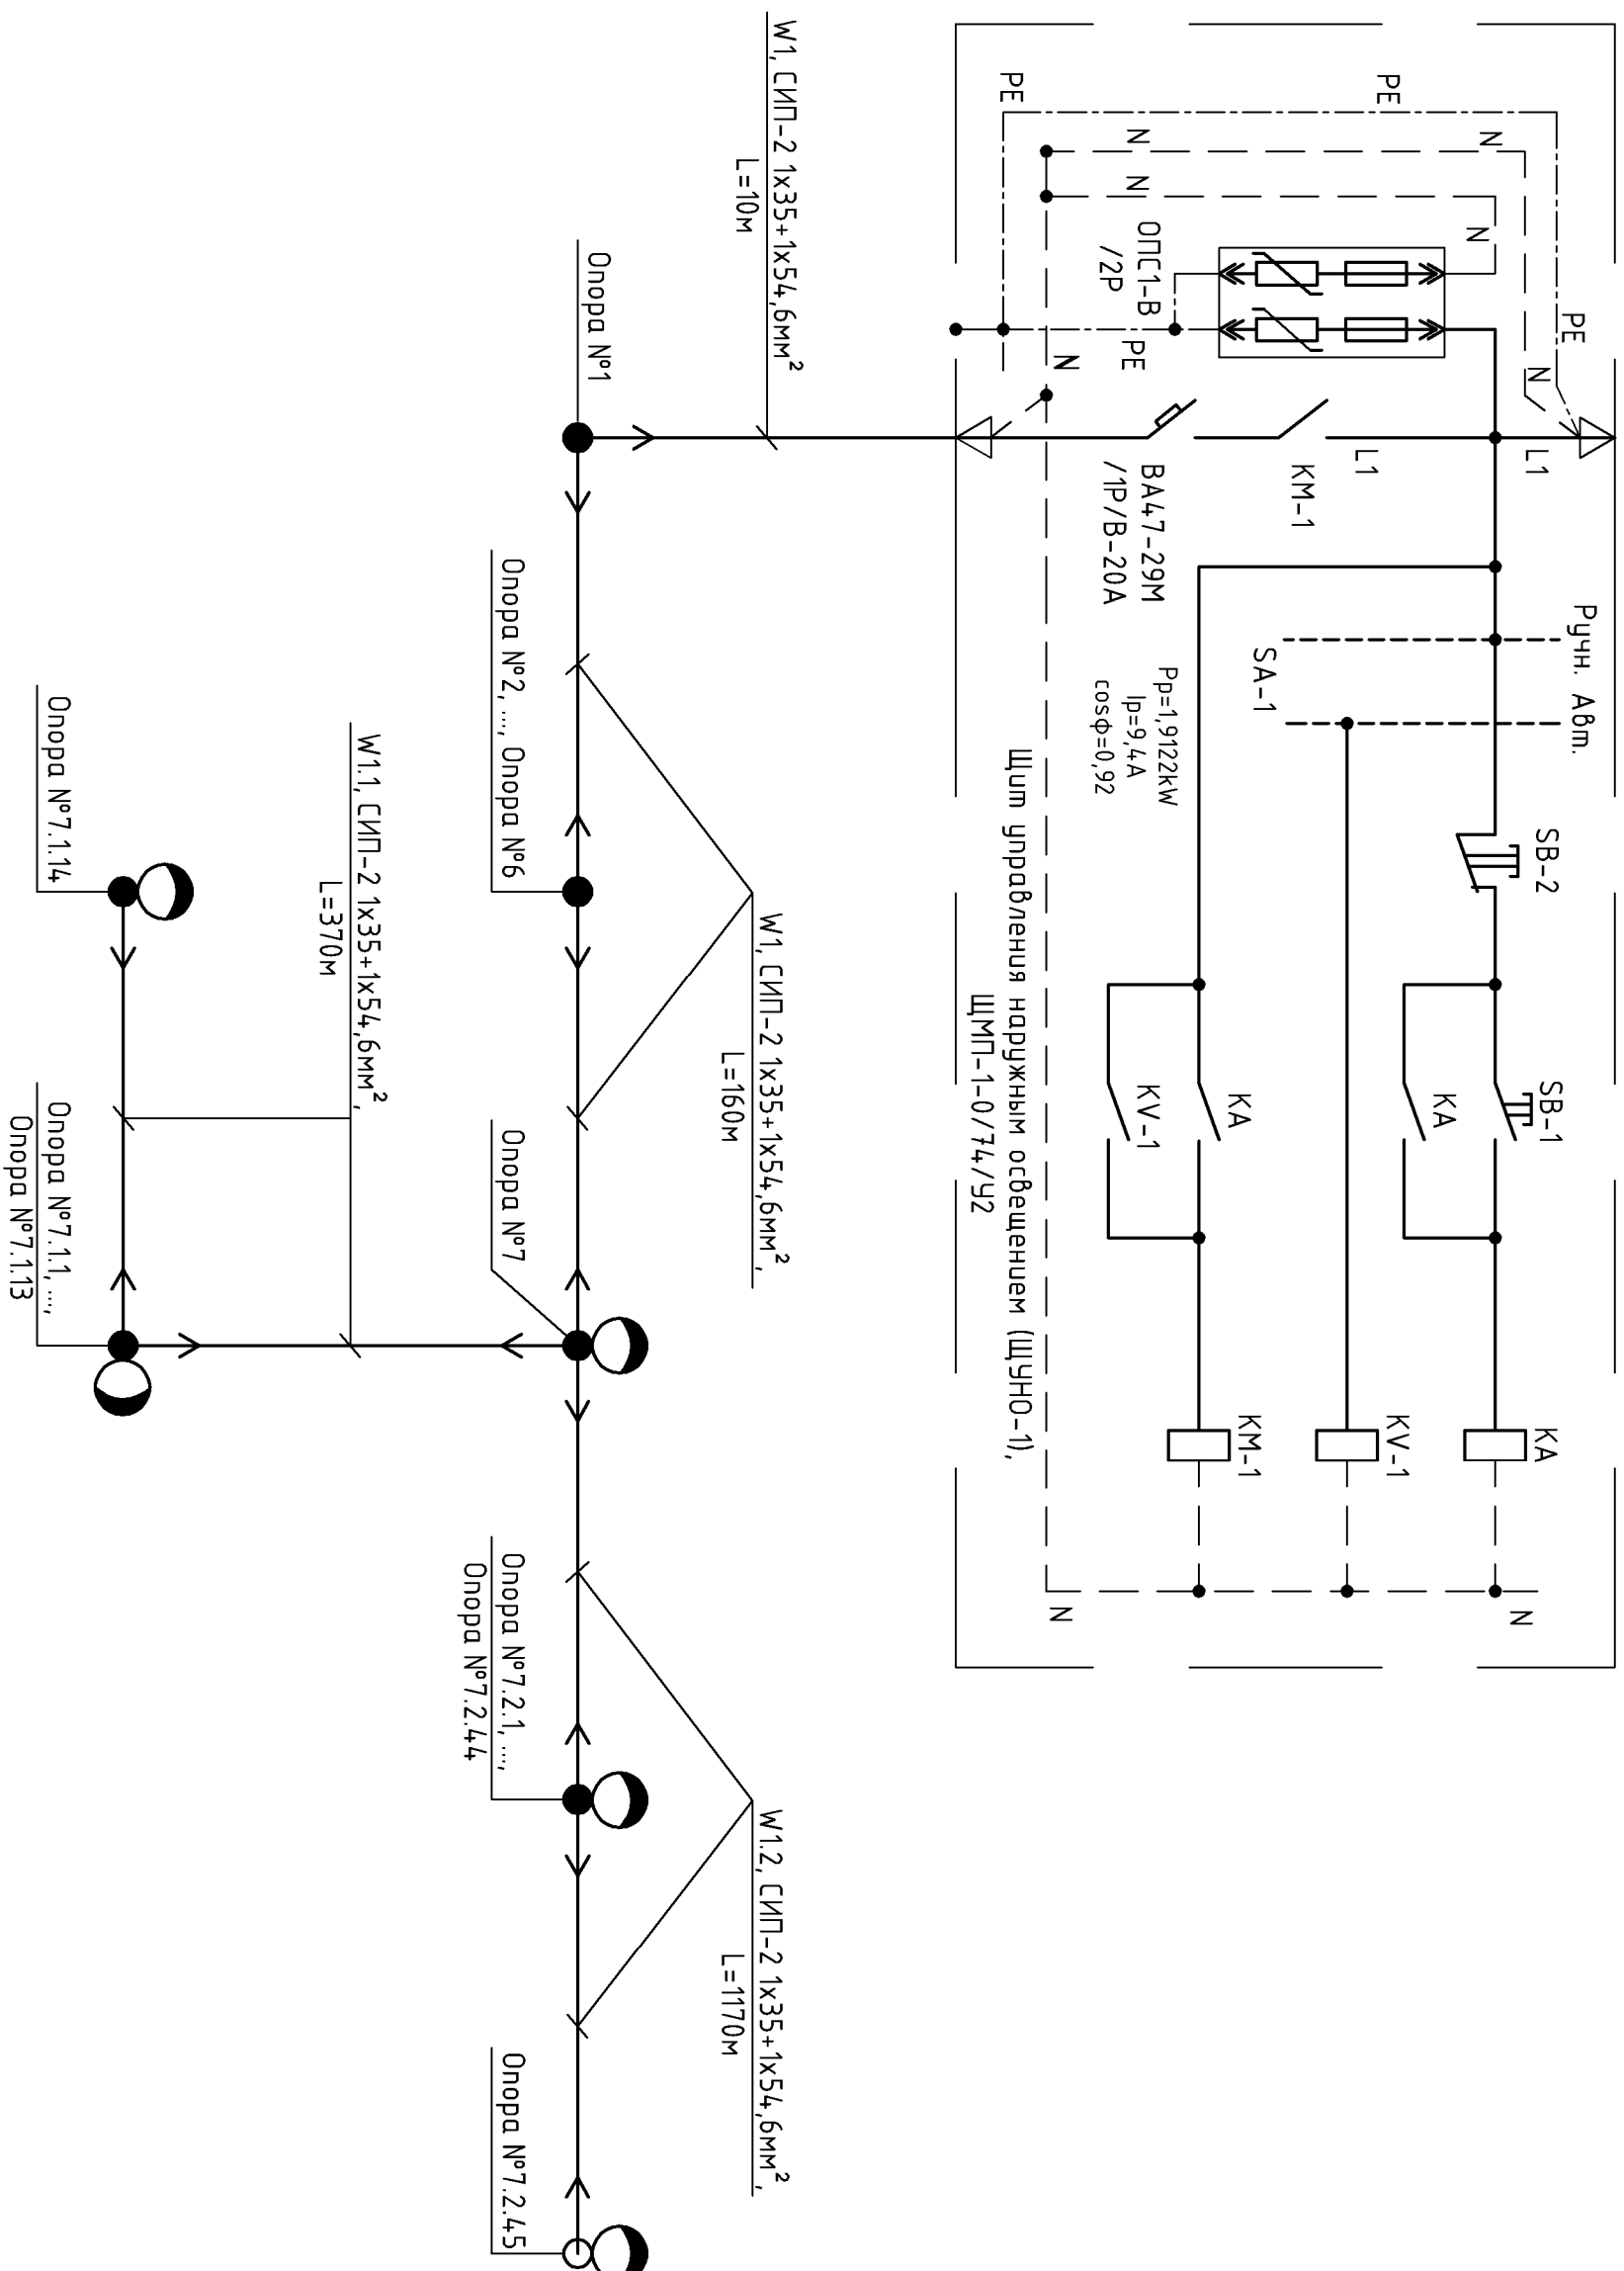 PE
PE
PE
PE
N
N
N
N
N
N
ОПС1-В
/2Р
L1
L1
КМ-1
ВА47-29М
/1Р/В-20А
Ручн. Авт.
SA-1
Рр=1,9122kW
Iр=9,4А
cosф=0,92
SB-2
SB-1
КА
КА
KV-1
КА
KV-1
КМ-1
N
N
Щит управления наружным освещением (ЩУНО-1),
ЩМП-1-0/74/У2
W1, СИП-2 1х35+1х54,6мм²
L=10м
Опора №1
Опора №2, ..., Опора №6
W1, СИП-2 1х35+1х54,6мм²,
L=160м
Опора №7
W1.1, СИП-2 1х35+1х54,6мм²,
L=370м
Опора №7.1.14
Опора №7.1.1, ...,
Опора №7.1.13
W1.2, СИП-2 1х35+1х54,6мм²,
L=1170м
Опора №7.2.1, ...,
Опора №7.2.44
Опора №7.2.45